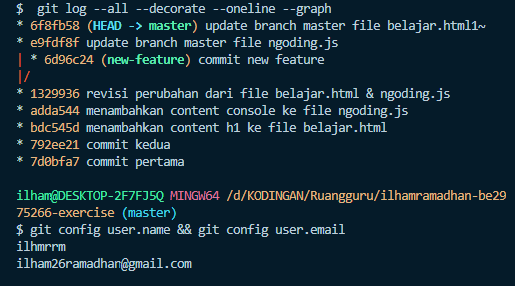 $  git log --all --decorate --oneline --graph
* 6f8fb58 (HEAD -> master) update branch master file belajar.html1~
* e9fdf8f update branch master file ngoding.js
| * 6d96c24 (new-feature) commit new feature
|/
* 1329936 revisi perubahan dari file belajar.html & ngoding.js
* adda544 menambahkan content console ke file ngoding.js
* bdc545d menambahkan content h1 ke file belajar.html
* 792ee21 commit kedua
* 7d0bfa7 commit pertama

ilham@DESKTOP-2F7FJ5Q MINGW64 /d/KODINGAN/Ruangguru/ilhamramadhan-be29
75266-exercise (master)
$ git config user.name && git config user.email
ilhmrrm
ilham26ramadhan@gmail.com